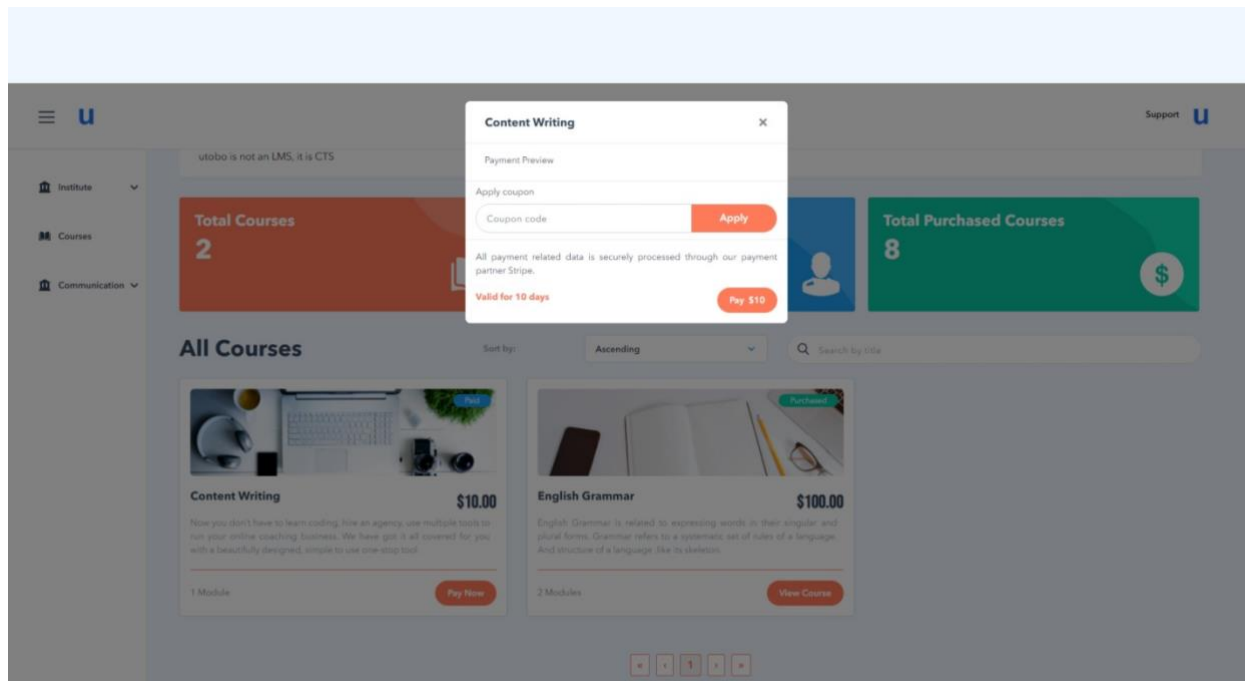 u
Support
u
Content Writing
×
Payment Preview
Apply coupon
Coupon code
Apply
All payment related data is securely processed through our payment
partner Stripe.
Valid for 10 days
Pay $10
utobo is not an LMS, it is CTS
Institute
Courses
Communication
Total Courses
2
Total Purchased Courses
8
$
All Courses
Sort by:
Ascending
Search by title
Paid
Content Writing
$10.00
Now you don't have to learn coding, hire an agency, use multiple tools to
run your online coaching business. We have got it all covered for you
with a beautifully designed, simple to use one-stop tool
1 Module
Pay Now
Purchased
English Grammar
$100.00
English Grammar is related to expressing words in their singular and
plural forms. Grammar refers to a systematic set of rules of a language.
And structure of a language .like its skeleton
2 Modules
View Course
« ‹ 1 › »